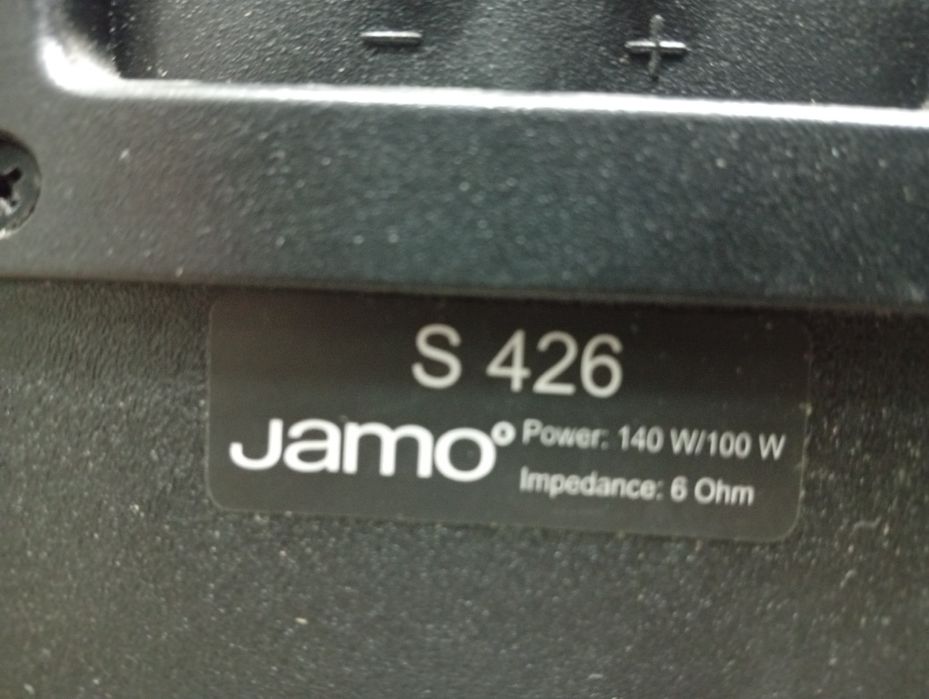 - +
S 426
Jamo
Power: 140 W/100 W
Impedance: 6 Ohm